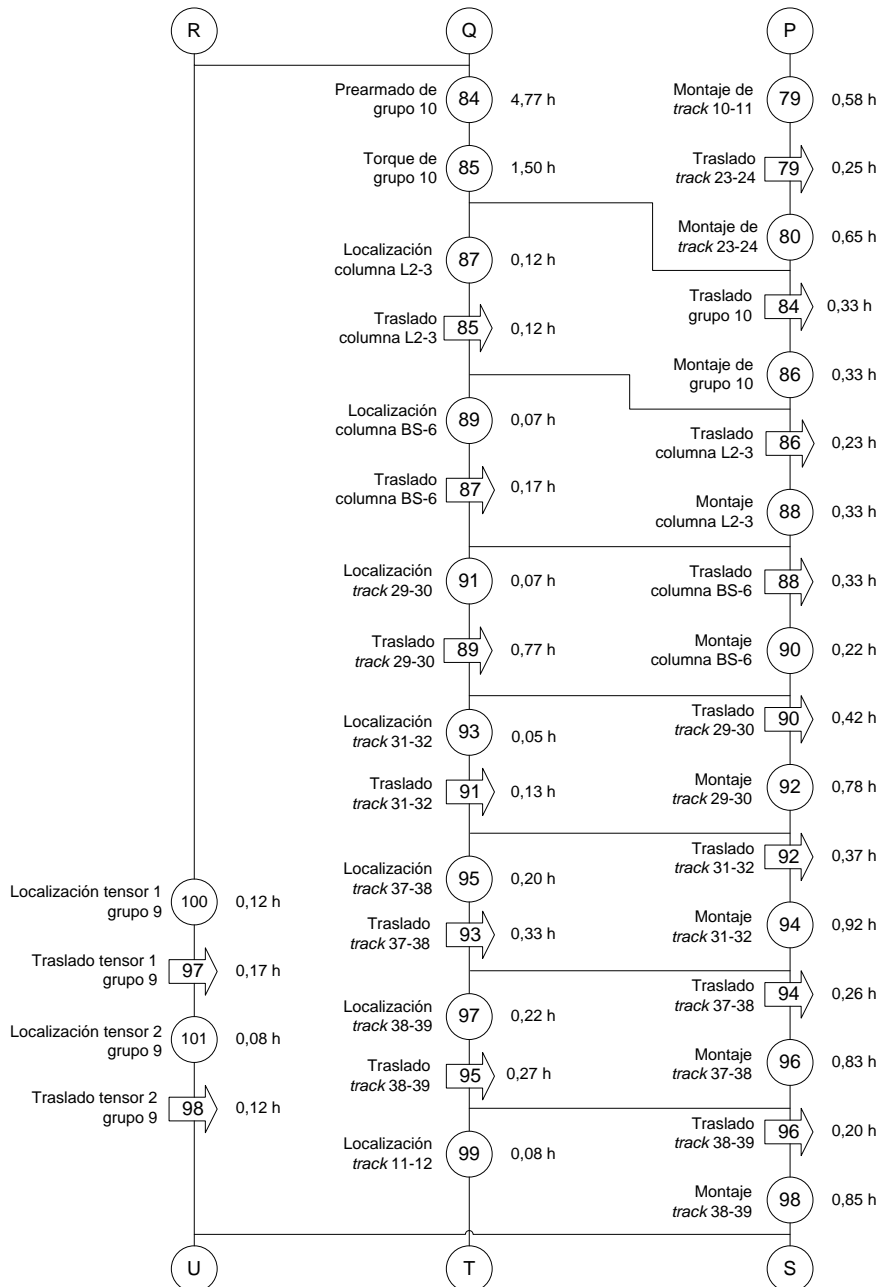 R
Q
P
Prearmado de
grupo 10
84
4,77 h
Montaje de
track 10-11
79
0,58 h
Torque de
grupo 10
85
1,50 h
Traslado
track 23-24
79
0,25 h
Montaje de
track 23-24
80
0,65 h
Localización
columna L2-3
87
0,12 h
Traslado
grupo 10
84
0,33 h
Traslado
columna L2-3
85
0,12 h
Montaje de
grupo 10
86
0,33 h
Localización
columna BS-6
89
0,07 h
Traslado
columna L2-3
86
0,23 h
Traslado
columna BS-6
87
0,17 h
Montaje
columna L2-3
88
0,33 h
Localización
track 29-30
91
0,07 h
Traslado
columna BS-6
88
0,33 h
Traslado
track 29-30
89
0,77 h
Montaje
columna BS-6
90
0,22 h
Localización
track 31-32
93
0,05 h
Traslado
track 29-30
90
0,42 h
Traslado
track 31-32
91
0,13 h
Montaje
track 29-30
92
0,78 h
Localización
track 37-38
95
0,20 h
Traslado
track 31-32
92
0,37 h
Localización tensor 1
grupo 9
100
0,12 h
Traslado
track 37-38
93
0,33 h
Montaje
track 31-32
94
0,92 h
Traslado tensor 1
grupo 9
97
0,17 h
Localización
track 38-39
97
0,22 h
Traslado
track 37-38
94
0,26 h
Localización tensor 2
grupo 9
101
0,08 h
Traslado
track 38-39
95
0,27 h
Montaje
track 37-38
96
0,83 h
Traslado tensor 2
grupo 9
98
0,12 h
Localización
track 11-12
99
0,08 h
Traslado
track 38-39
96
0,20 h
Montaje
track 38-39
98
0,85 h
U
T
S